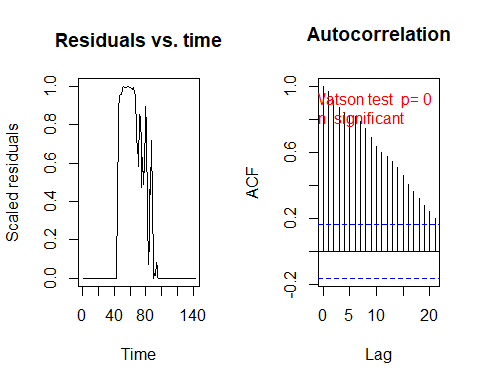 Residuals vs. time
Scaled residuals
0.0 0.2 0.4 0.6 0.8 1.0
0 40 80 140
Time
Autocorrelation
Watson test p= 0
n significant
ACF
-0.2 0.2 0.6 1.0
0 5 10 20
Lag